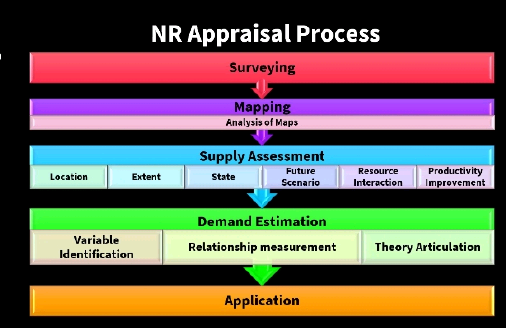 NR Appraisal Process
Surveying
Mapping
Analysis of Maps
Supply Assessment
Location
Extent
State
Future
Scenario
Resource
Interaction
Productivity
Improvement
Demand Estimation
Variable
Identification
Relationship measurement
Theory Articulation
Application